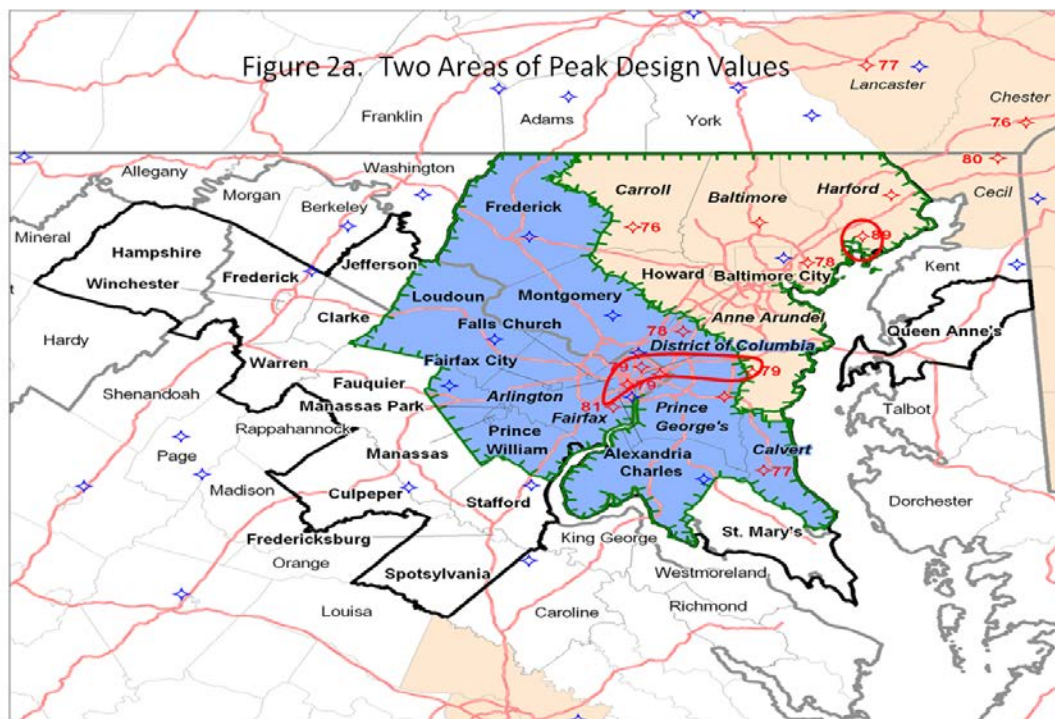 Figure 2a. Two Areas of Peak Design Values
77
Lancaster
Chester
76
Franklin
Adams
York
80
Allegany
Washington
Morgan
Carroll
Baltimore
Harford
Cecil
Berkeley
Frederick
76
89
Mineral
Hampshire
Jefferson
78
Kent
Winchester
Frederick
Howard
Baltimore City
Loudoun
Montgomery
Clarke
Anne Arundel
Hardy
Falls Church
78
Queen Anne's
District of Columbia
Warren
Fairfax City
79
79
Shenandoah
Fauquier
79
Arlington
Manassas Park
81
Fairfax
Prince
George's
Talbot
Rappahannock
Prince
William
Page
Manassas
Alexandria
Calvert
Charles
77
Madison
Culpeper
Stafford
Dorchester
Fredericksburg
King George
St. Mary's
Orange
Spotsylvania
Westmoreland
Louisa
Caroline
Richmond